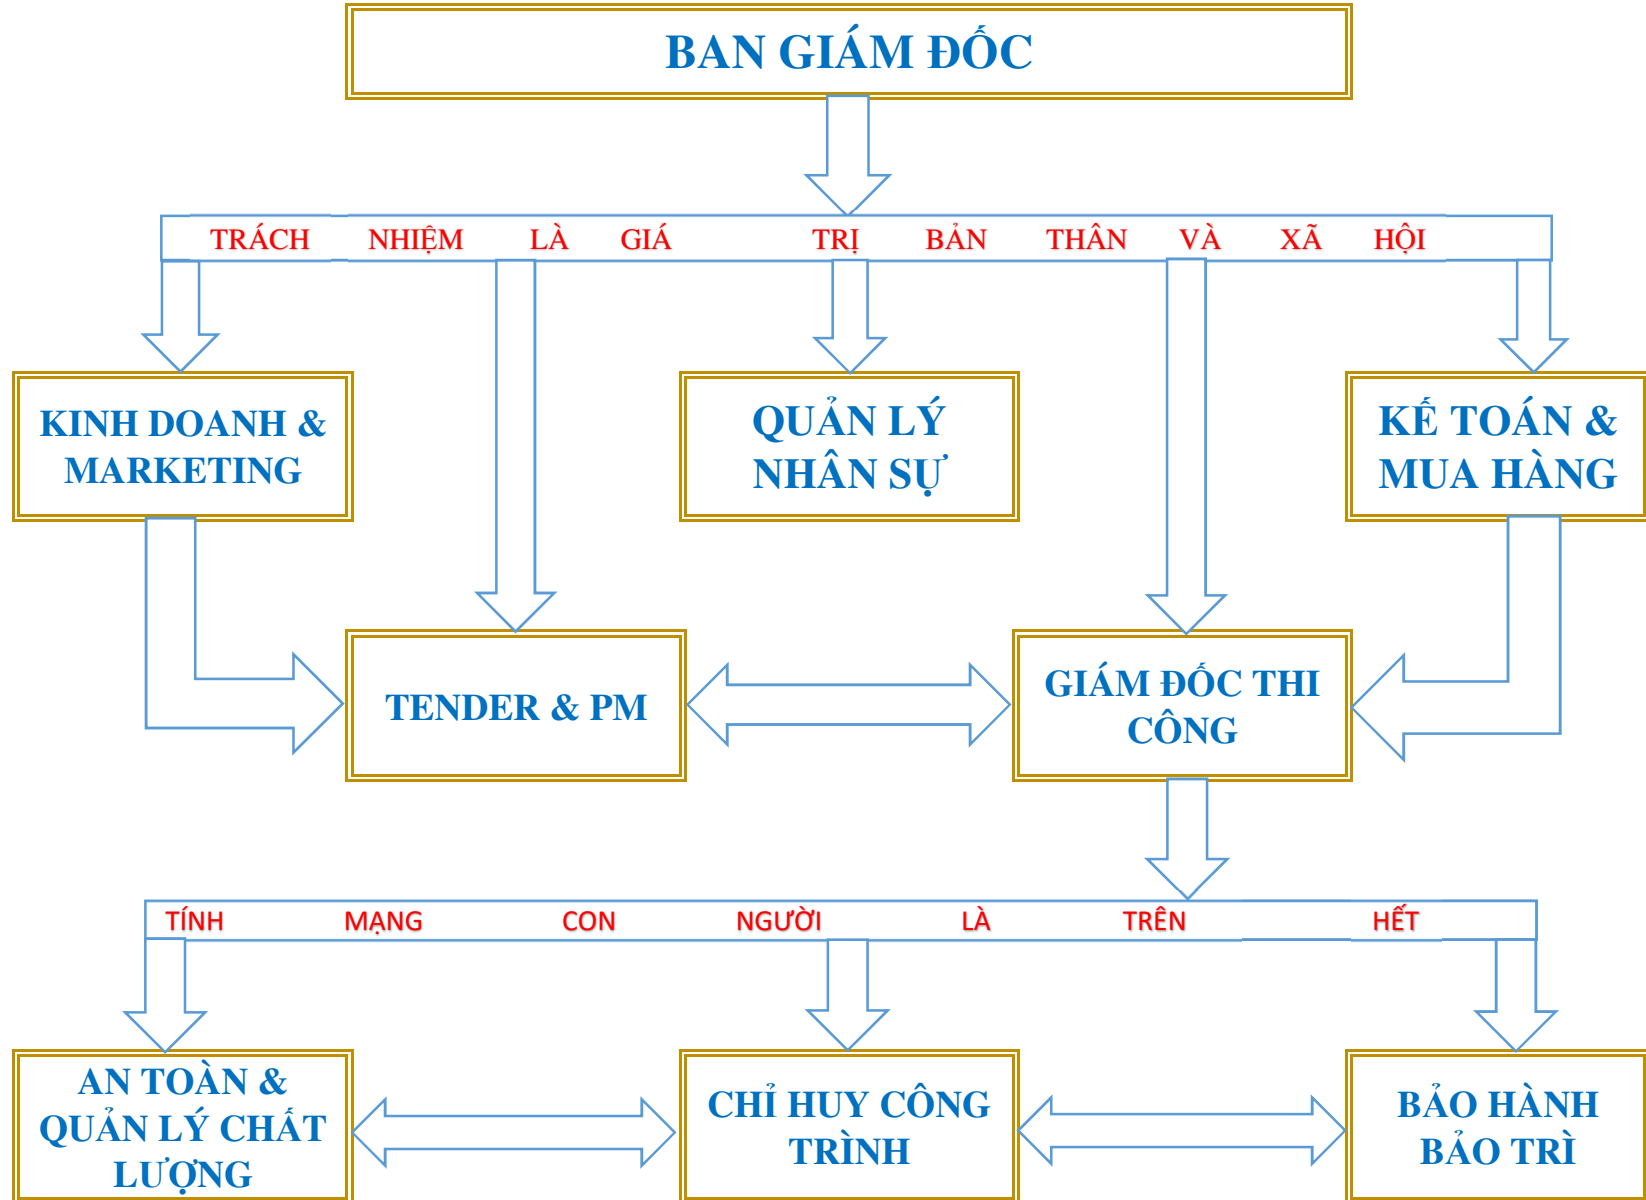 BAN GIÁM ĐỐC
TRÁCH NHIỆM LÀ GIÁ TRỊ BẢN THÂN VÀ XÃ HỘI
KINH DOANH &
MARKETING
QUẢN LÝ
NHÂN SỰ
KẾ TOÁN &
MUA HÀNG
TENDER & PM
GIÁM ĐỐC THI
CÔNG
TÍNH MẠNG CON NGƯỜI LÀ TRÊN HẾT
AN TOÀN &
QUẢN LÝ CHẤT
LƯỢNG
CHỈ HUY CÔNG
TRÌNH
BẢO HÀNH
BẢO TRÌ